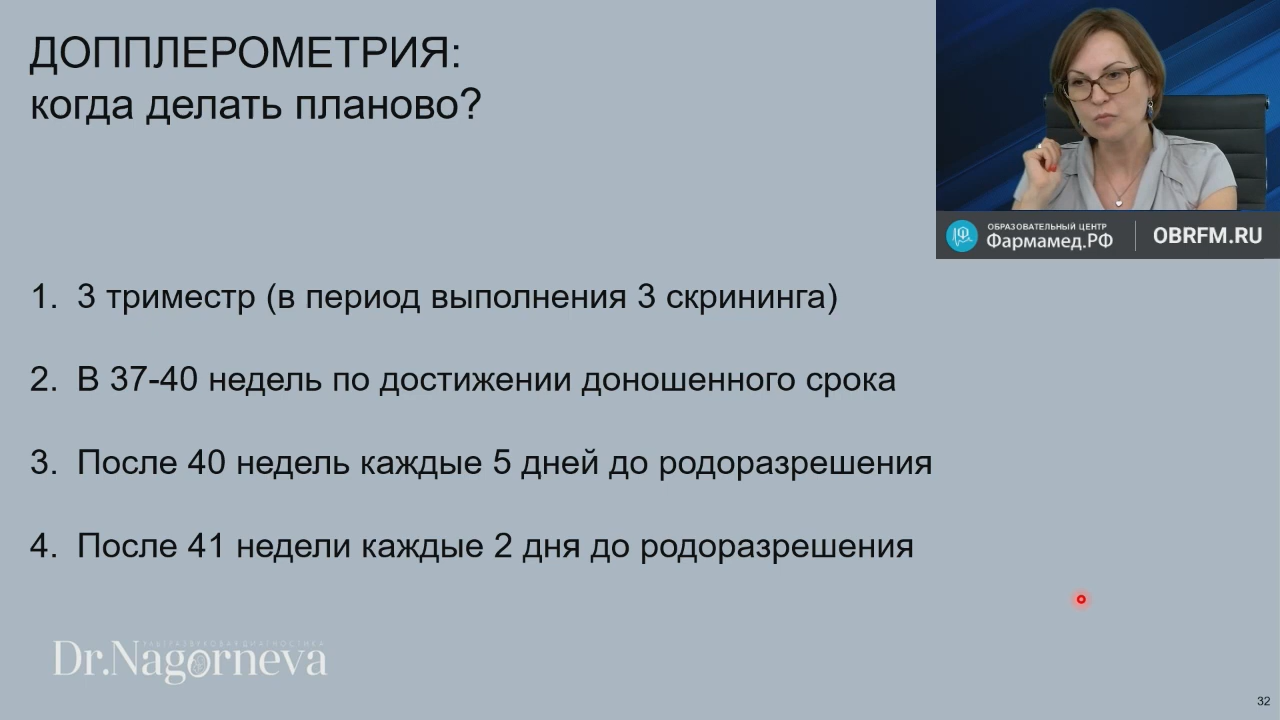 ДОППЛЕРОМЕТРИЯ:
когда делать планово?
ОБРАЗОВАТЕЛЬНЫЙ ЦЕНТР
Фармамед.РФ
OBRFM.RU
1. 3 триместр (в период выполнения 3 скрининга)
2. В 37-40 недель по достижении доношенного срока
3. После 40 недель каждые 5 дней до родоразрешения
4. После 41 недели каждые 2 дня до родоразрешения
УЛЬТРАЗВУКОВАЯ ДИАГНОСТИКА
Dr.Nagorneva
32